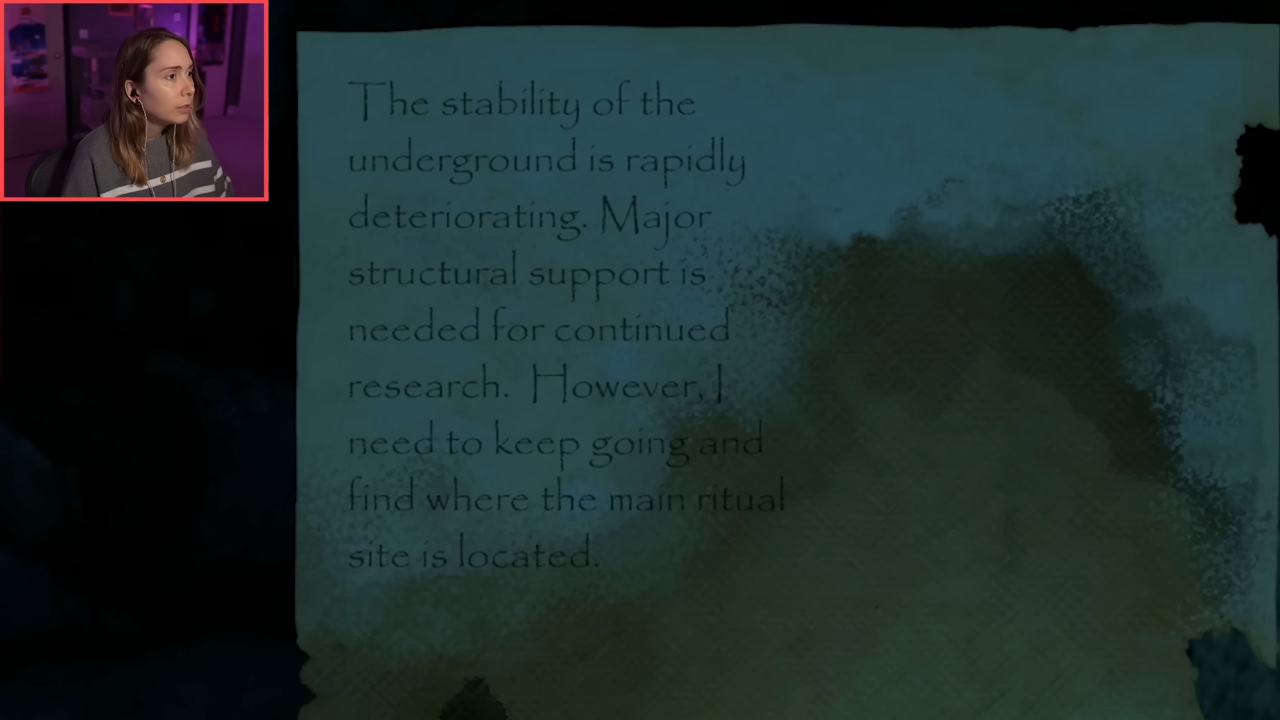 The stability of the
underground is rapidly
deteriorating. Major
structural support is
needed for continued
research. However, I
need to keep going and
find where the main ritual
site is located.